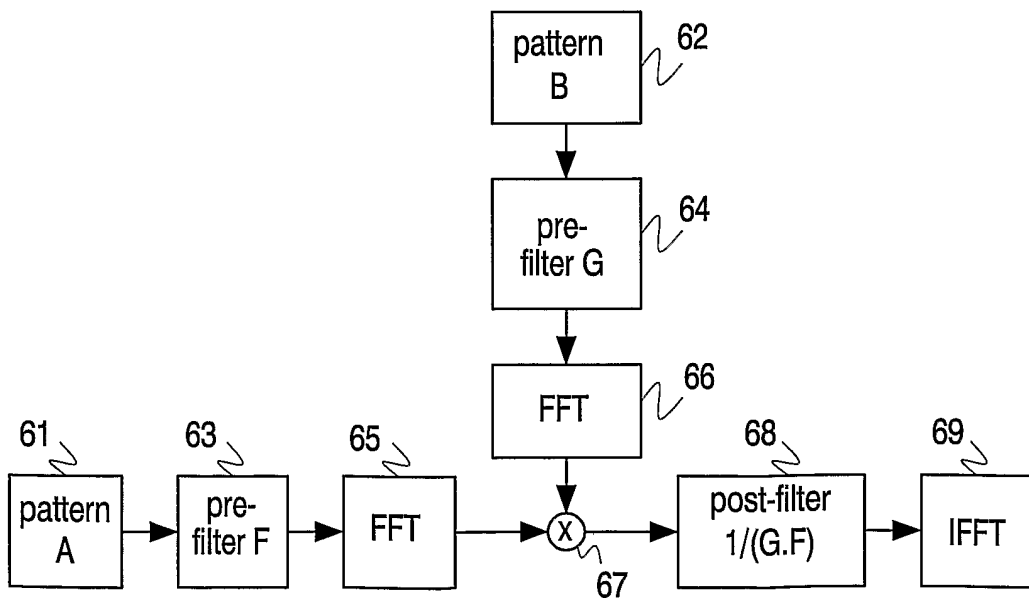 pattern
B
62
pre-
filter G
64
FFT
66
61
pattern
A
63
pre-
filter F
65
FFT
X
67
68
post-filter
1/(G.F)
69
IFFT